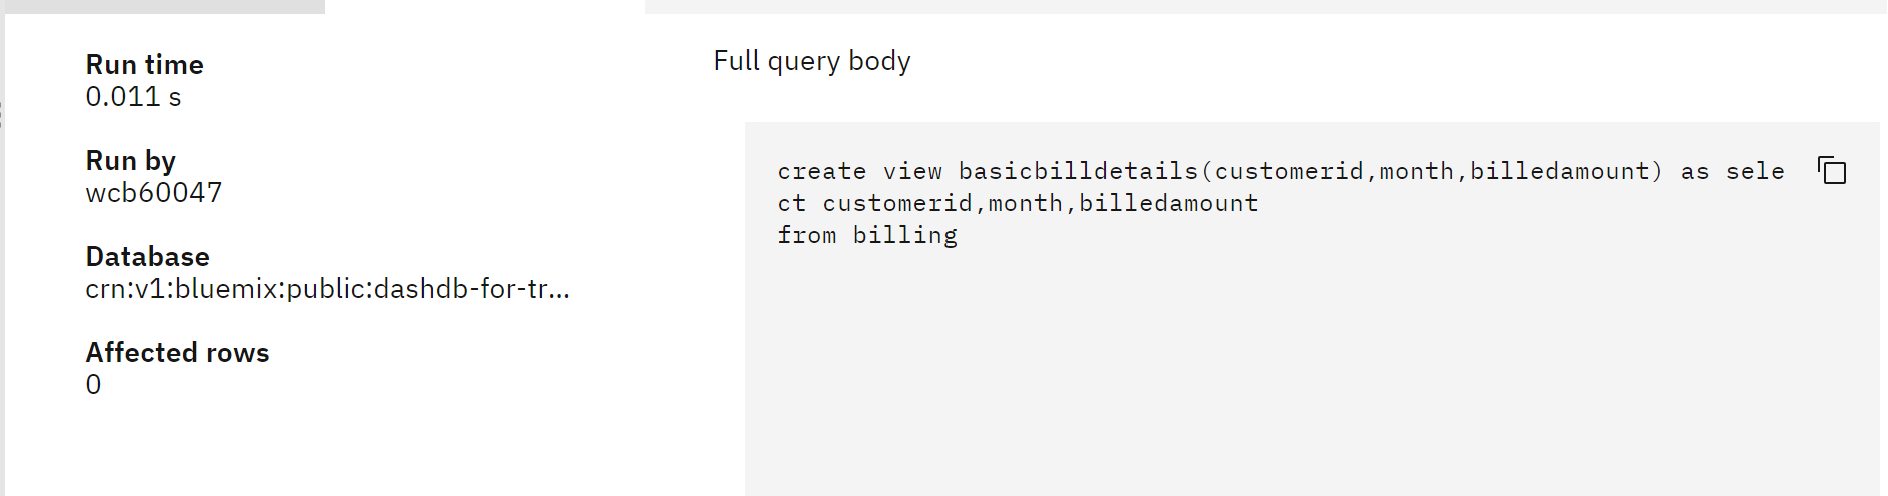 Run time
0.011 s
Run by
wcb60047
Database
crn:v1:bluemix:public:dashdb-for-tr...
Affected rows
0
Full query body
create view basicbilldetails(customerid,month,billedamount) as sele
ct customerid,month,billedamount
from billing